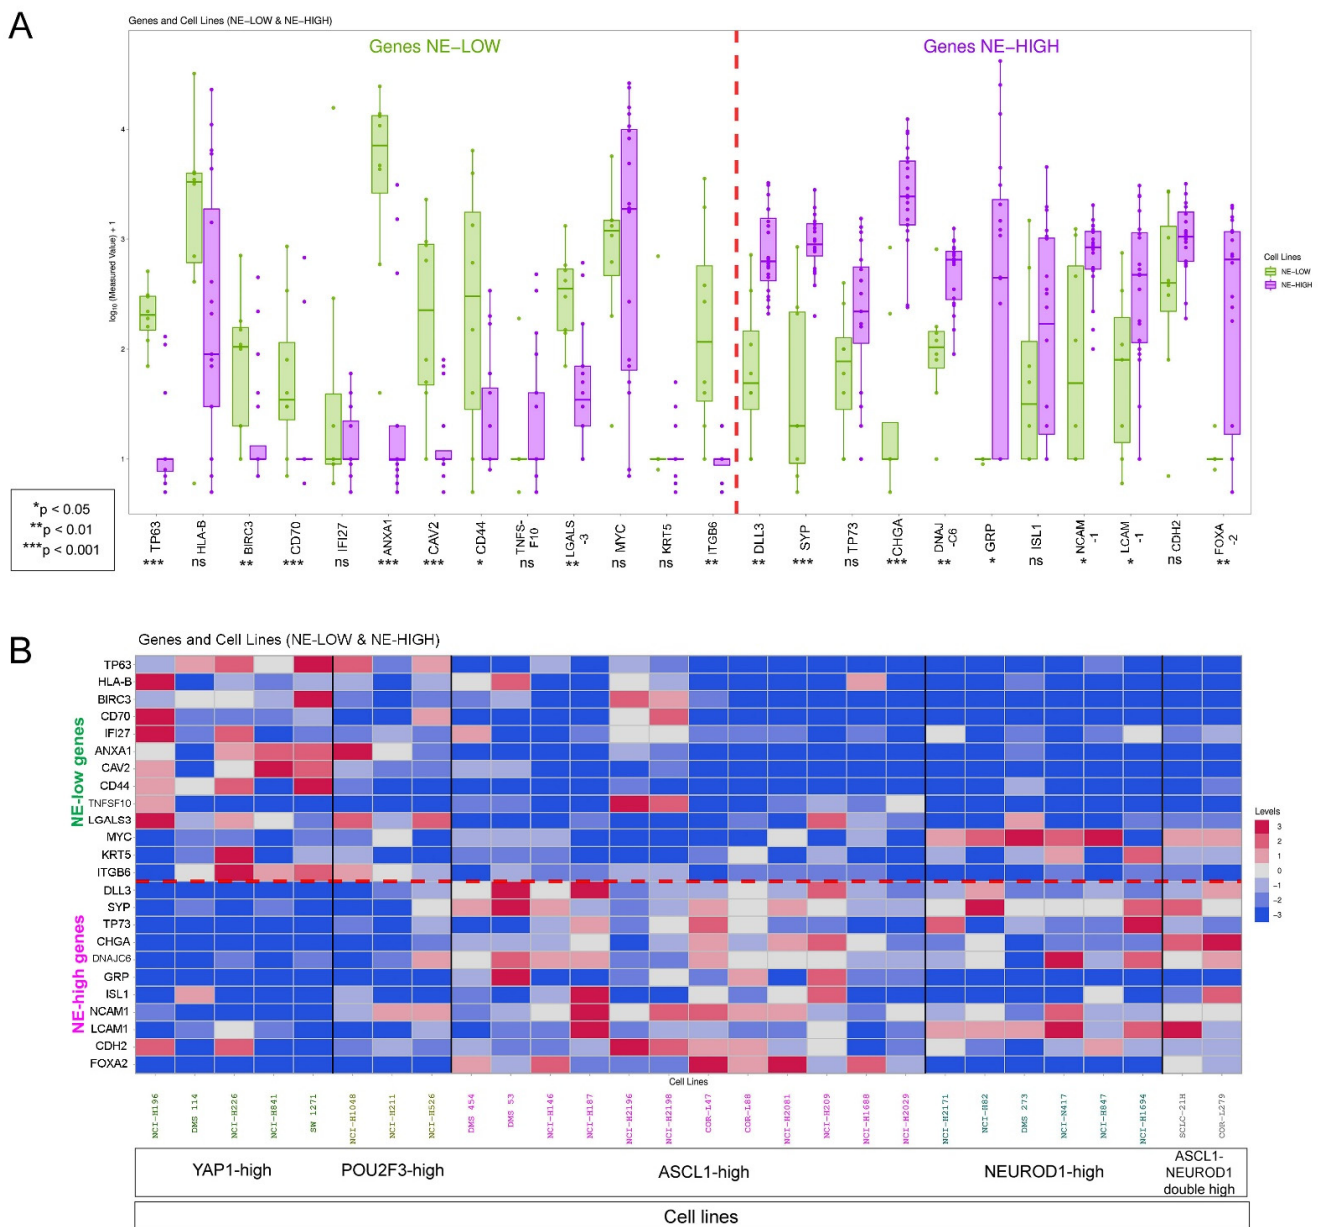 A
Genes and Cell Lines (NE-LOW & NE-HIGH)
Genes NE-LOW
Genes NE-HIGH
log10 (Measured Value) + 1
4
3
2
1
Cell Lines
NE-LOW
NE-HIGH
*p < 0.05
**p < 0.01
***p < 0.001
TP63
HLA-B
BIRC3
CD70
IFI27
ANXA1
CAV2
CD44
TNFS-F10
LGALS-3
MYC
KRT5
ITGB6
DLL3
SYP
TP73
CHGA
DNAJ-C6
GRP
ISL1
NCAM-1
LCAM-1
CDH2
FOXA-2
*** ns ** *** ns *** *** * ns ** ns ns ** ** *** ns *** ** * ns * * ns **
B
Genes and Cell Lines (NE-LOW & NE-HIGH)
NE-low genes
TP63
HLA-B
BIRC3
CD70
IFI27
ANXA1
CAV2
CD44
TNFSF10
LGALS3
MYC
KRT5
ITGB6
NE-high genes
DLL3
SYP
TP73
CHGA
DNAJC6
GRP
ISL1
NCAM1
LCAM1
CDH2
FOXA2
Levels
3
2
1
0
-1
-2
-3
Cell Lines
NCI-H196
DMS 114
NCI-H226
NCI-H841
SW 1271
NCI-H1048
NCI-H211
NCI-H526
DMS 454
DMS 53
NCI-H146
NCI-H187
NCI-H2196
NCI-H2198
COR-L47
COR-L88
NCI-H2081
NCI-H209
NCI-H1688
NCI-H2029
NCI-H2171
NCI-H82
DMS 273
NCI-N417
NCI-H847
NCI-H1694
SCLC-21H
COR-L279
YAP1-high
POU2F3-high
ASCL1-high
NEUROD1-high
ASCL1-
NEUROD1
double high
Cell lines